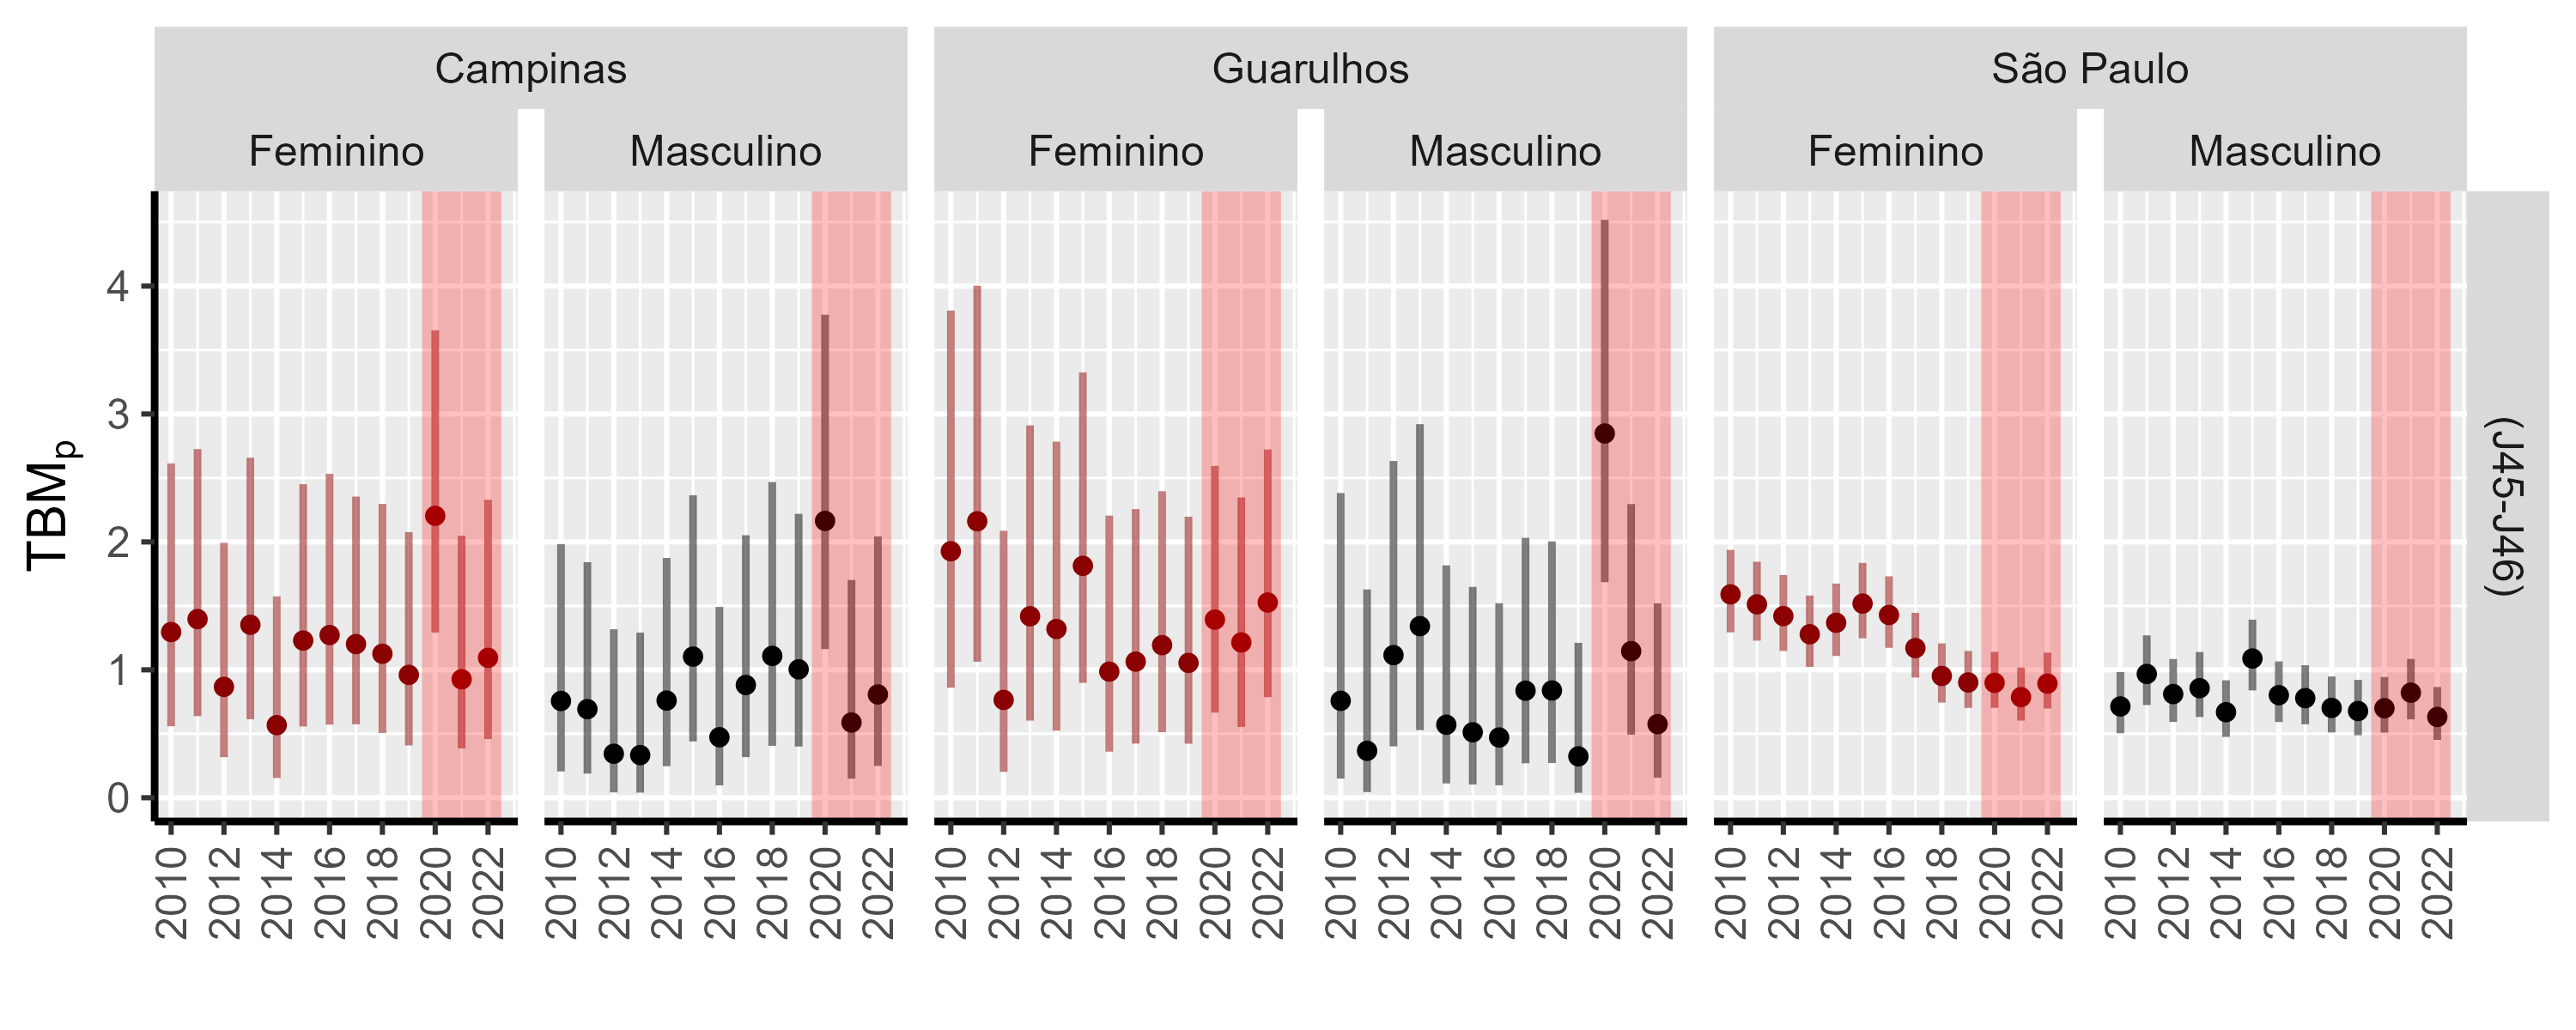 Campinas Guarulhos São Paulo
Feminino Masculino Feminino Masculino Feminino Masculino
4
3
2
1
0
TBMp
(J45-J46)
2010 2012 2014 2016 2018 2020 2022 2010 2012 2014 2016 2018 2020 2022 2010 2012 2014 2016 2018 2020 2022 2010 2012 2014 2016 2018 2020 2022 2010 2012 2014 2016 2018 2020 2022 2010 2012 2014 2016 2018 2020 2022